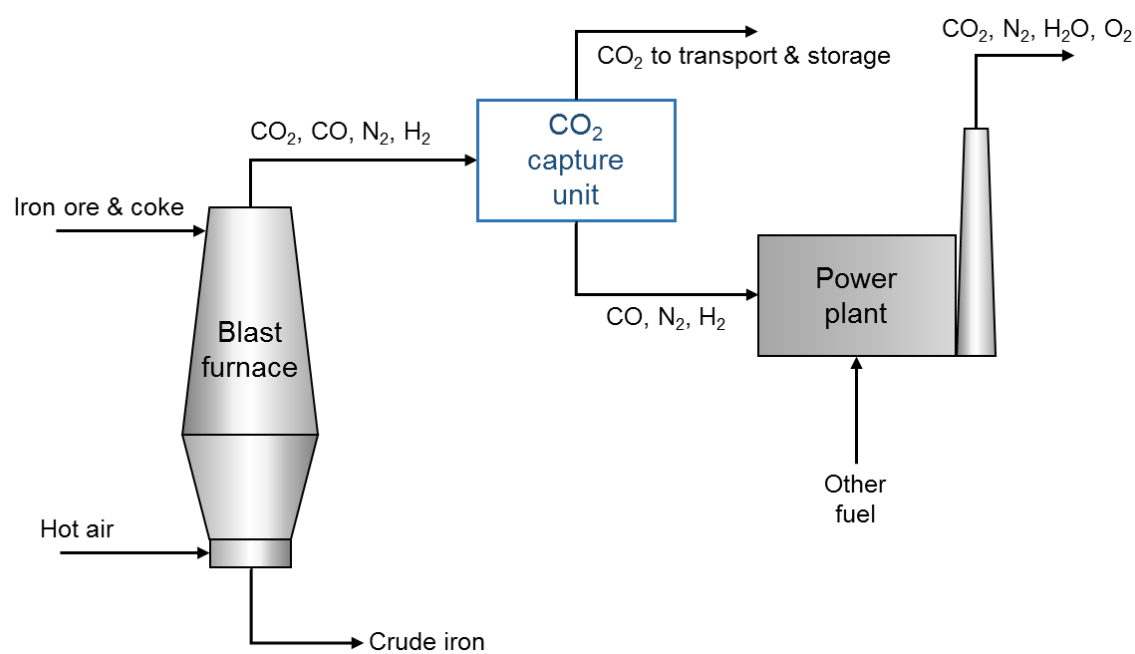 CO₂, N₂, H₂O, O₂
CO₂ to transport & storage
CO₂
capture
unit
CO₂, CO, N₂, H₂
Iron ore & coke
Power
plant
CO, N₂, H₂
Blast
furnace
Other
fuel
Hot air
Crude iron